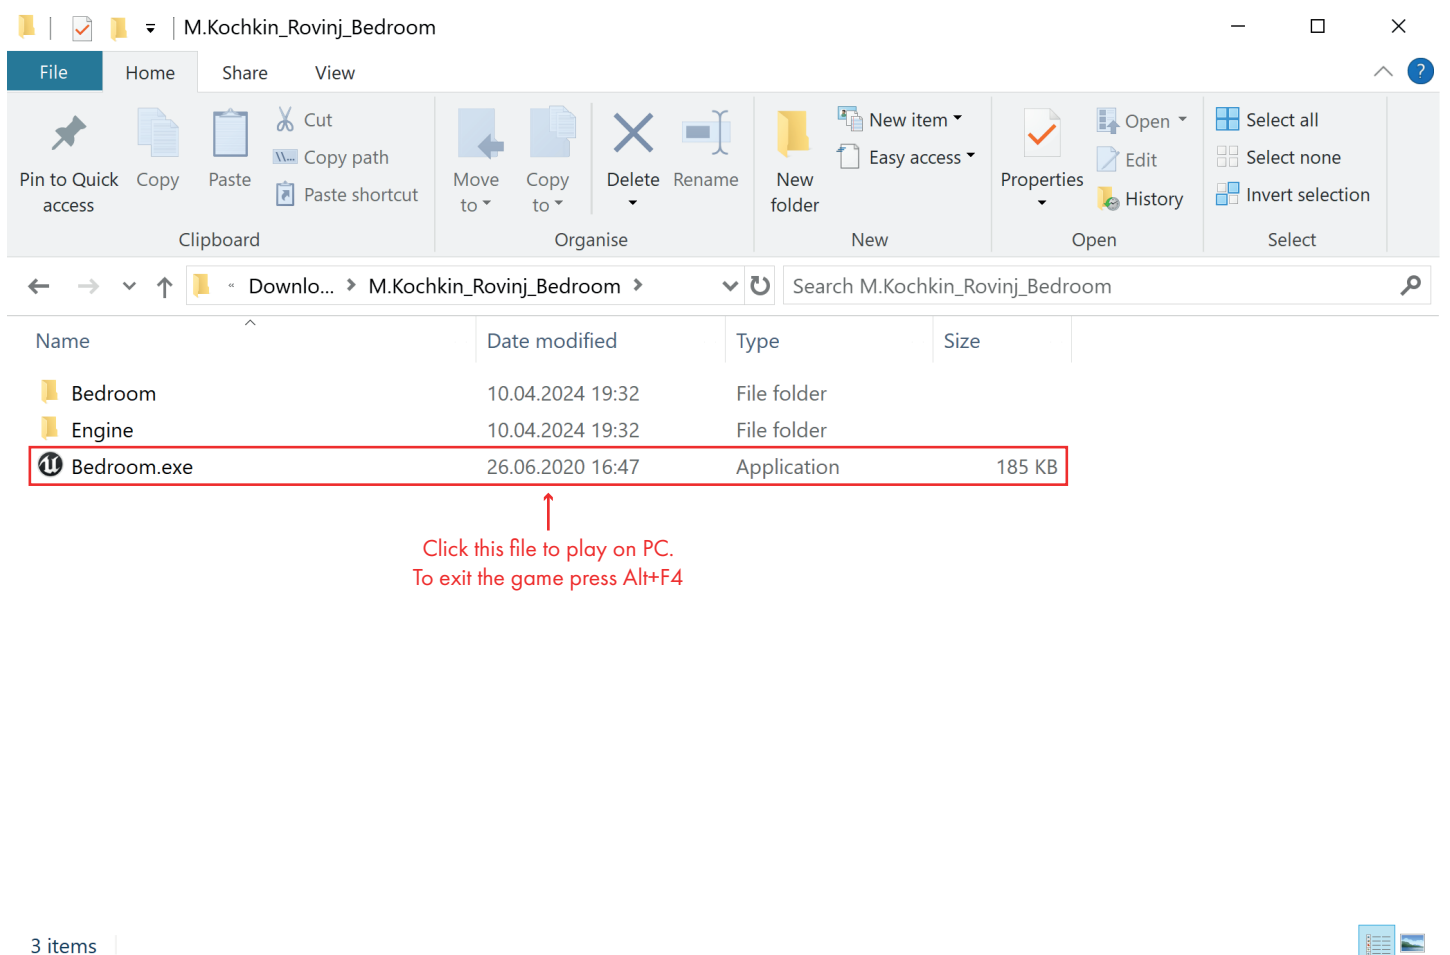 M.Kochkin_Rovinj_Bedroom
File
Home
Share
View
?
Pin to Quick access
Copy
Paste
Cut
Copy path
Paste shortcut
Clipboard
Move to
Copy to
Delete
Rename
Organise
New folder
New item
Easy access
New
Properties
Open
Edit
History
Open
Select all
Select none
Invert selection
Select
« Downlo... M.Kochkin_Rovinj_Bedroom
Search M.Kochkin_Rovinj_Bedroom
Name Date modified Type Size
Bedroom 10.04.2024 19:32 File folder
Engine 10.04.2024 19:32 File folder
Bedroom.exe 26.06.2020 16:47 Application 185 KB
Click this file to play on PC.
To exit the game press Alt+F4
3 items